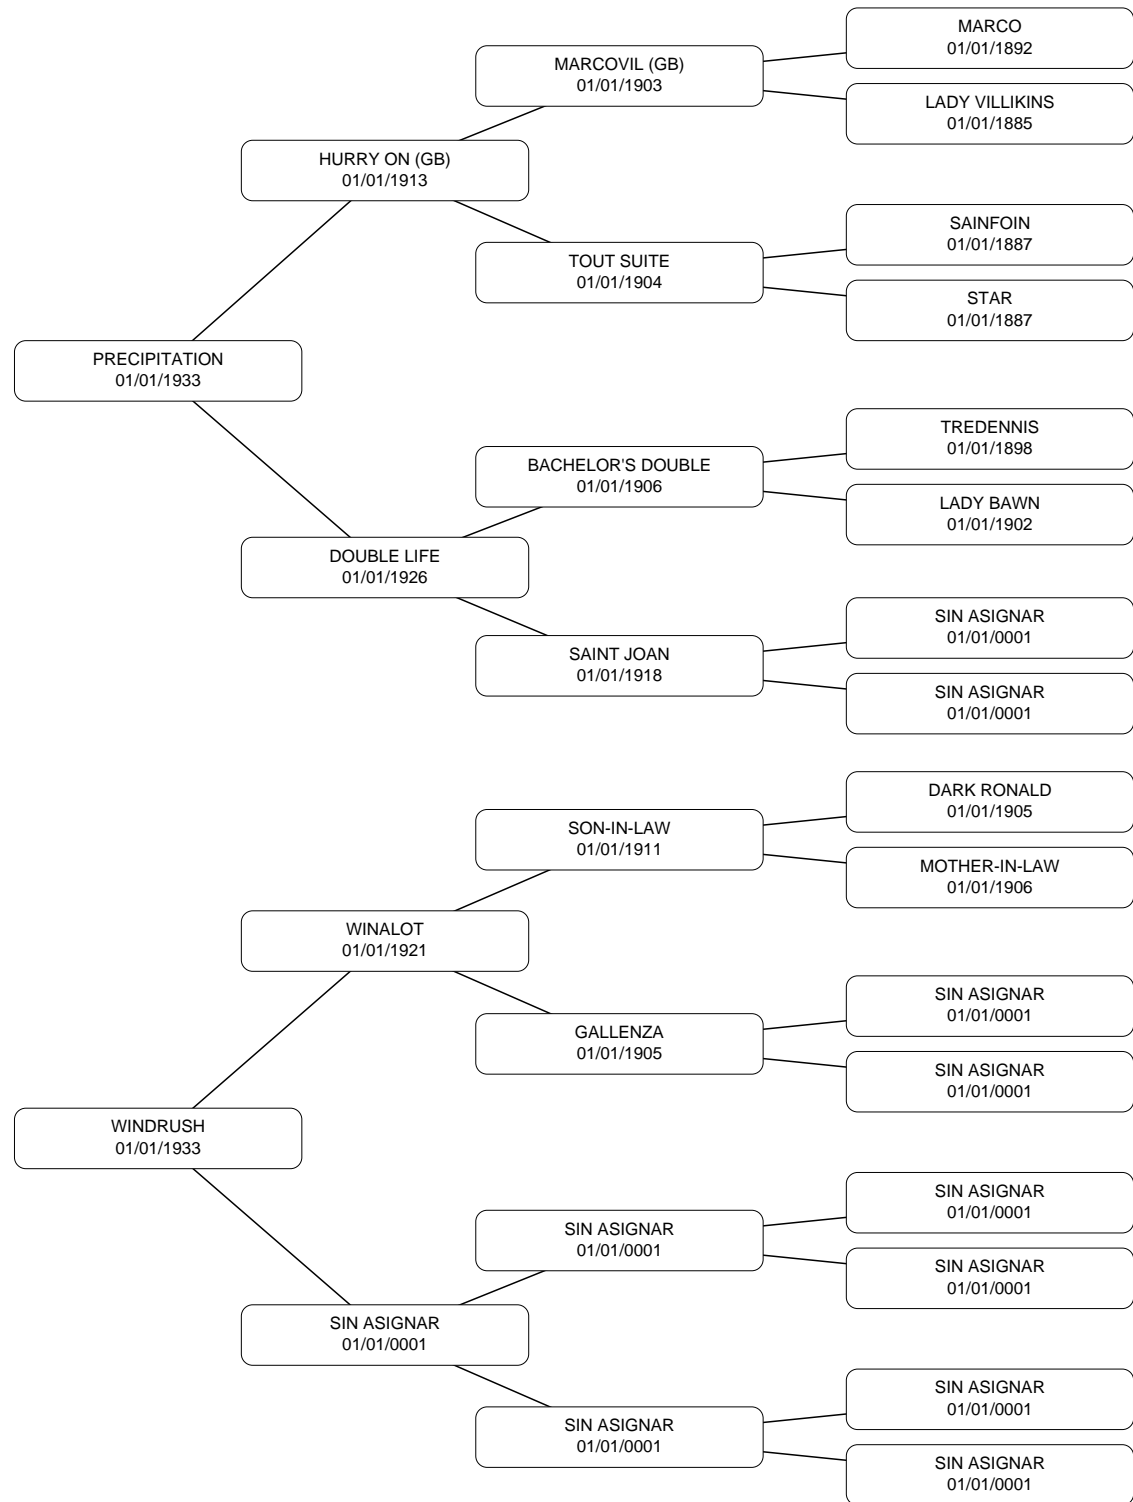 MARCO
01/01/1892
MARCOVIL (GB)
01/01/1903
LADY VILLIKINS
01/01/1885
HURRY ON (GB)
01/01/1913
SAINFOIN
01/01/1887
TOUT SUITE
01/01/1904
STAR
01/01/1887
PRECIPITATION
01/01/1933
TREDENNIS
01/01/1898
BACHELOR'S DOUBLE
01/01/1906
LADY BAWN
01/01/1902
DOUBLE LIFE
01/01/1926
SIN ASIGNAR
01/01/0001
SAINT JOAN
01/01/1918
SIN ASIGNAR
01/01/0001
DARK RONALD
01/01/1905
SON-IN-LAW
01/01/1911
MOTHER-IN-LAW
01/01/1906
WINALOT
01/01/1921
SIN ASIGNAR
01/01/0001
GALLENZA
01/01/1905
SIN ASIGNAR
01/01/0001
WINDRUSH
01/01/1933
SIN ASIGNAR
01/01/0001
SIN ASIGNAR
01/01/0001
SIN ASIGNAR
01/01/0001
SIN ASIGNAR
01/01/0001
SIN ASIGNAR
01/01/0001
SIN ASIGNAR
01/01/0001
SIN ASIGNAR
01/01/0001